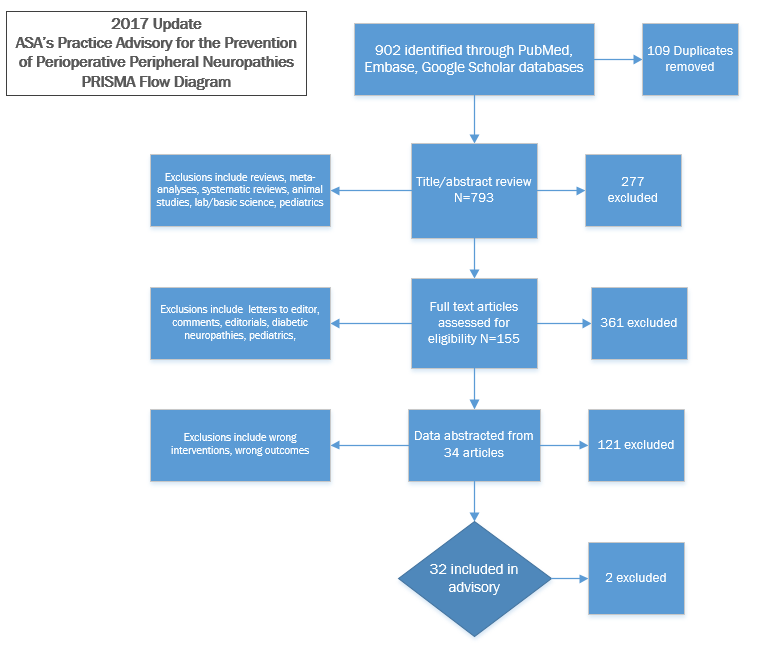 2017 Update
ASA's Practice Advisory for the Prevention
of Perioperative Peripheral Neuropathies
PRISMA Flow Diagram
902 identified through PubMed,
Embase, Google Scholar databases
109 Duplicates
removed
Exclusions include reviews, meta-
analyses, systematic reviews, animal
studies, lab/basic science, pediatrics
Title/abstract review
N=793
277
excluded
Exclusions include letters to editor,
comments, editorials, diabetic
neuropathies, pediatrics,
Full text articles
assessed for
eligibility N=155
361 excluded
Exclusions include wrong
interventions, wrong outcomes
Data abstracted from
34 articles
121 excluded
32 included in
advisory
2 excluded